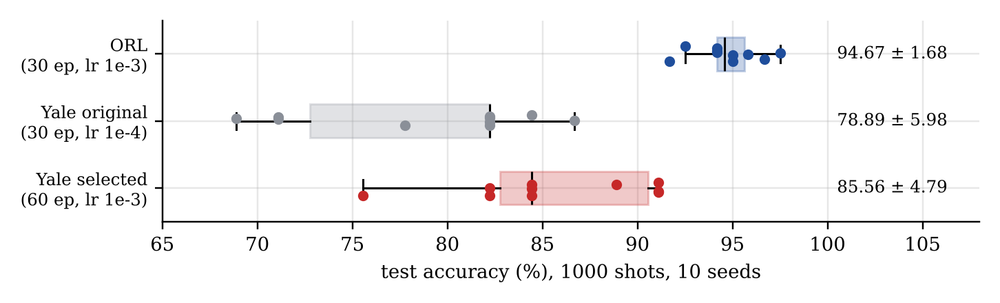 ORL
(30 ep, lr 1e-3)
94.67 ± 1.68
Yale original
(30 ep, lr 1e-4)
78.89 ± 5.98
Yale selected
(60 ep, lr 1e-3)
85.56 ± 4.79
65 70 75 80 85 90 95 100 105
test accuracy (%), 1000 shots, 10 seeds